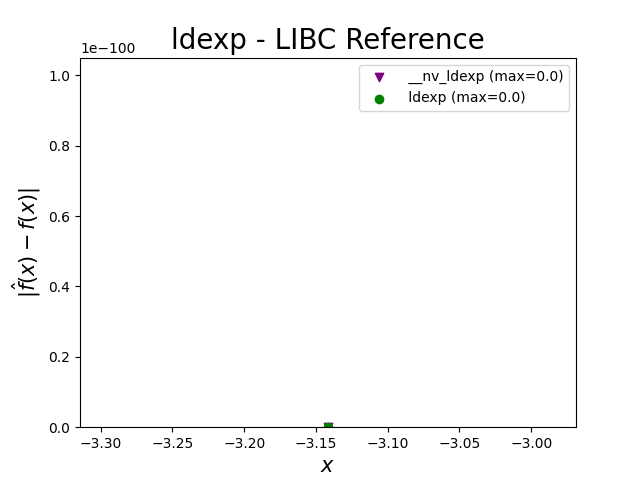 ldexp - LIBC Reference
1e−100
__nv_ldexp (max=0.0)
ldexp (max=0.0)
1.0
0.8
0.6
0.4
0.2
0.0
|f̂(x) − f(x)|
−3.30 −3.25 −3.20 −3.15 −3.10 −3.05 −3.00
x